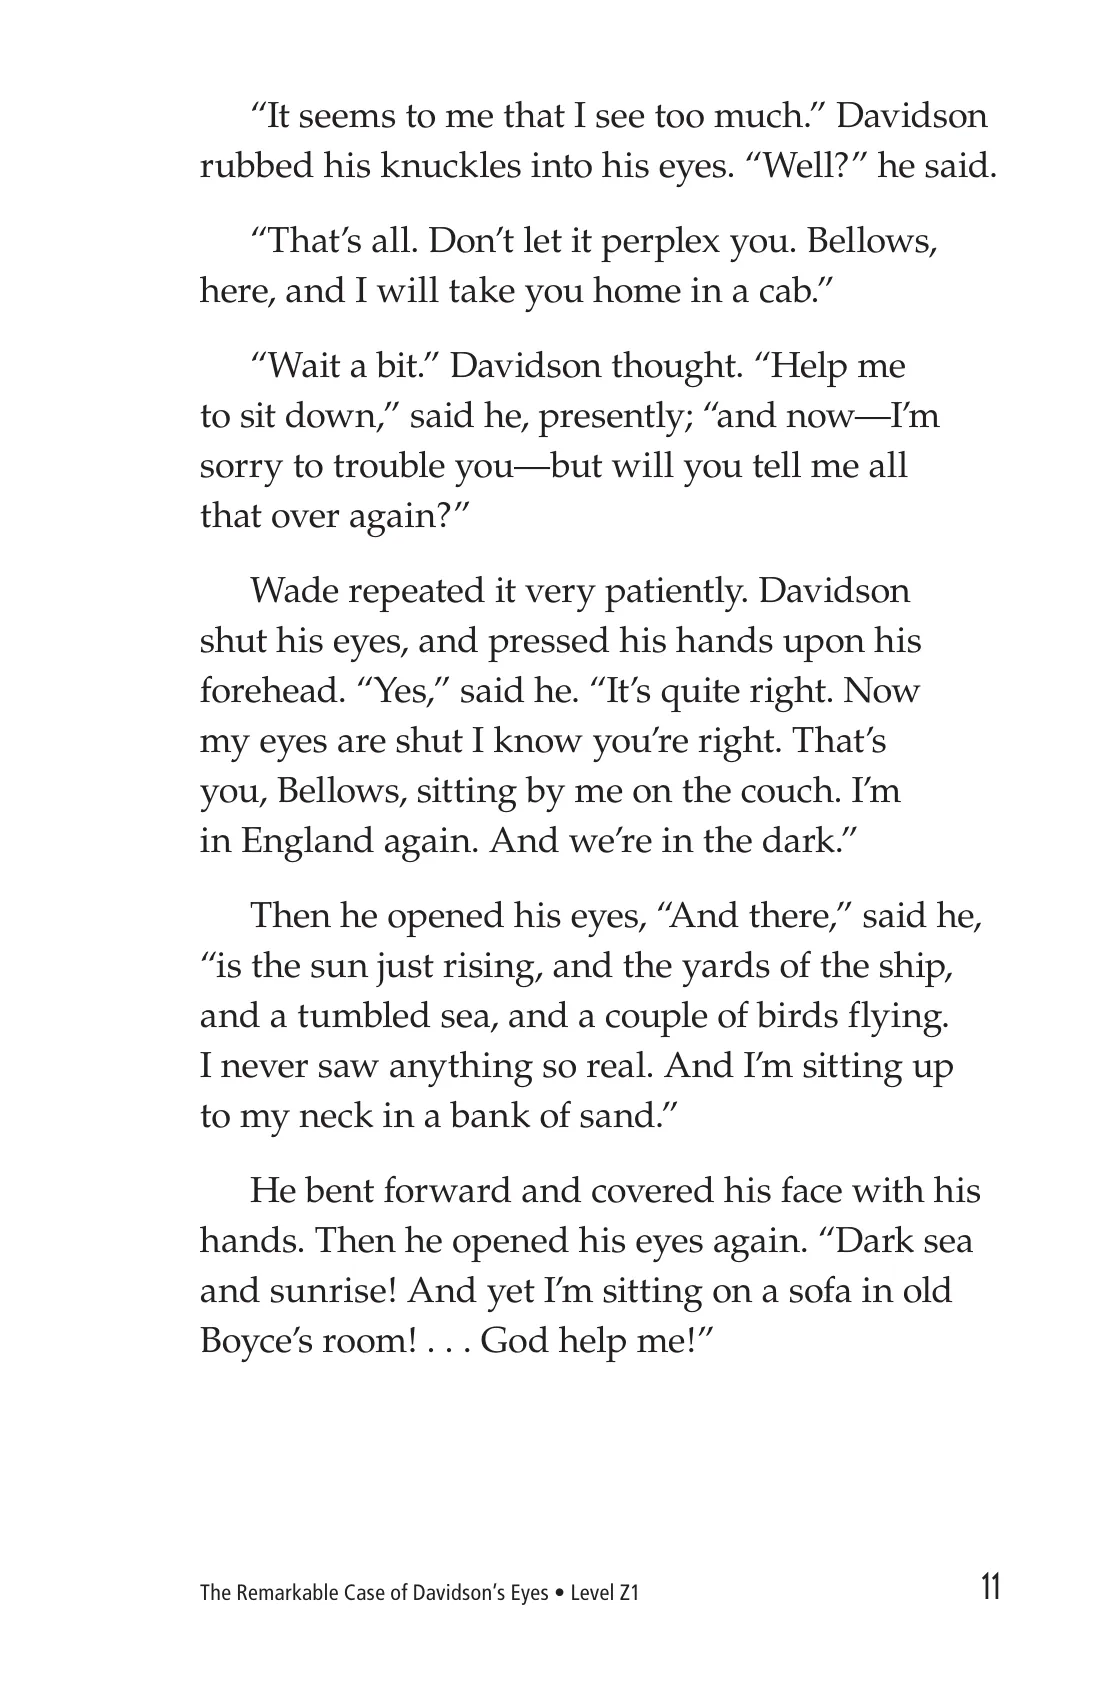 “It seems to me that I see too much.” Davidson
rubbed his knuckles into his eyes. “Well?” he said.
“That’s all. Don’t let it perplex you. Bellows,
here, and I will take you home in a cab.”
“Wait a bit.” Davidson thought. “Help me
to sit down,” said he, presently; “and now—I’m
sorry to trouble you—but will you tell me all
that over again?”
Wade repeated it very patiently. Davidson
shut his eyes, and pressed his hands upon his
forehead. “Yes,” said he. “It’s quite right. Now
my eyes are shut I know you’re right. That’s
you, Bellows, sitting by me on the couch. I’m
in England again. And we’re in the dark.”
Then he opened his eyes, “And there,” said he,
“is the sun just rising, and the yards of the ship,
and a tumbled sea, and a couple of birds flying.
I never saw anything so real. And I’m sitting up
to my neck in a bank of sand.”
He bent forward and covered his face with his
hands. Then he opened his eyes again. “Dark sea
and sunrise! And yet I’m sitting on a sofa in old
Boyce’s room! . . . God help me!”
The Remarkable Case of Davidson’s Eyes • Level Z1
11